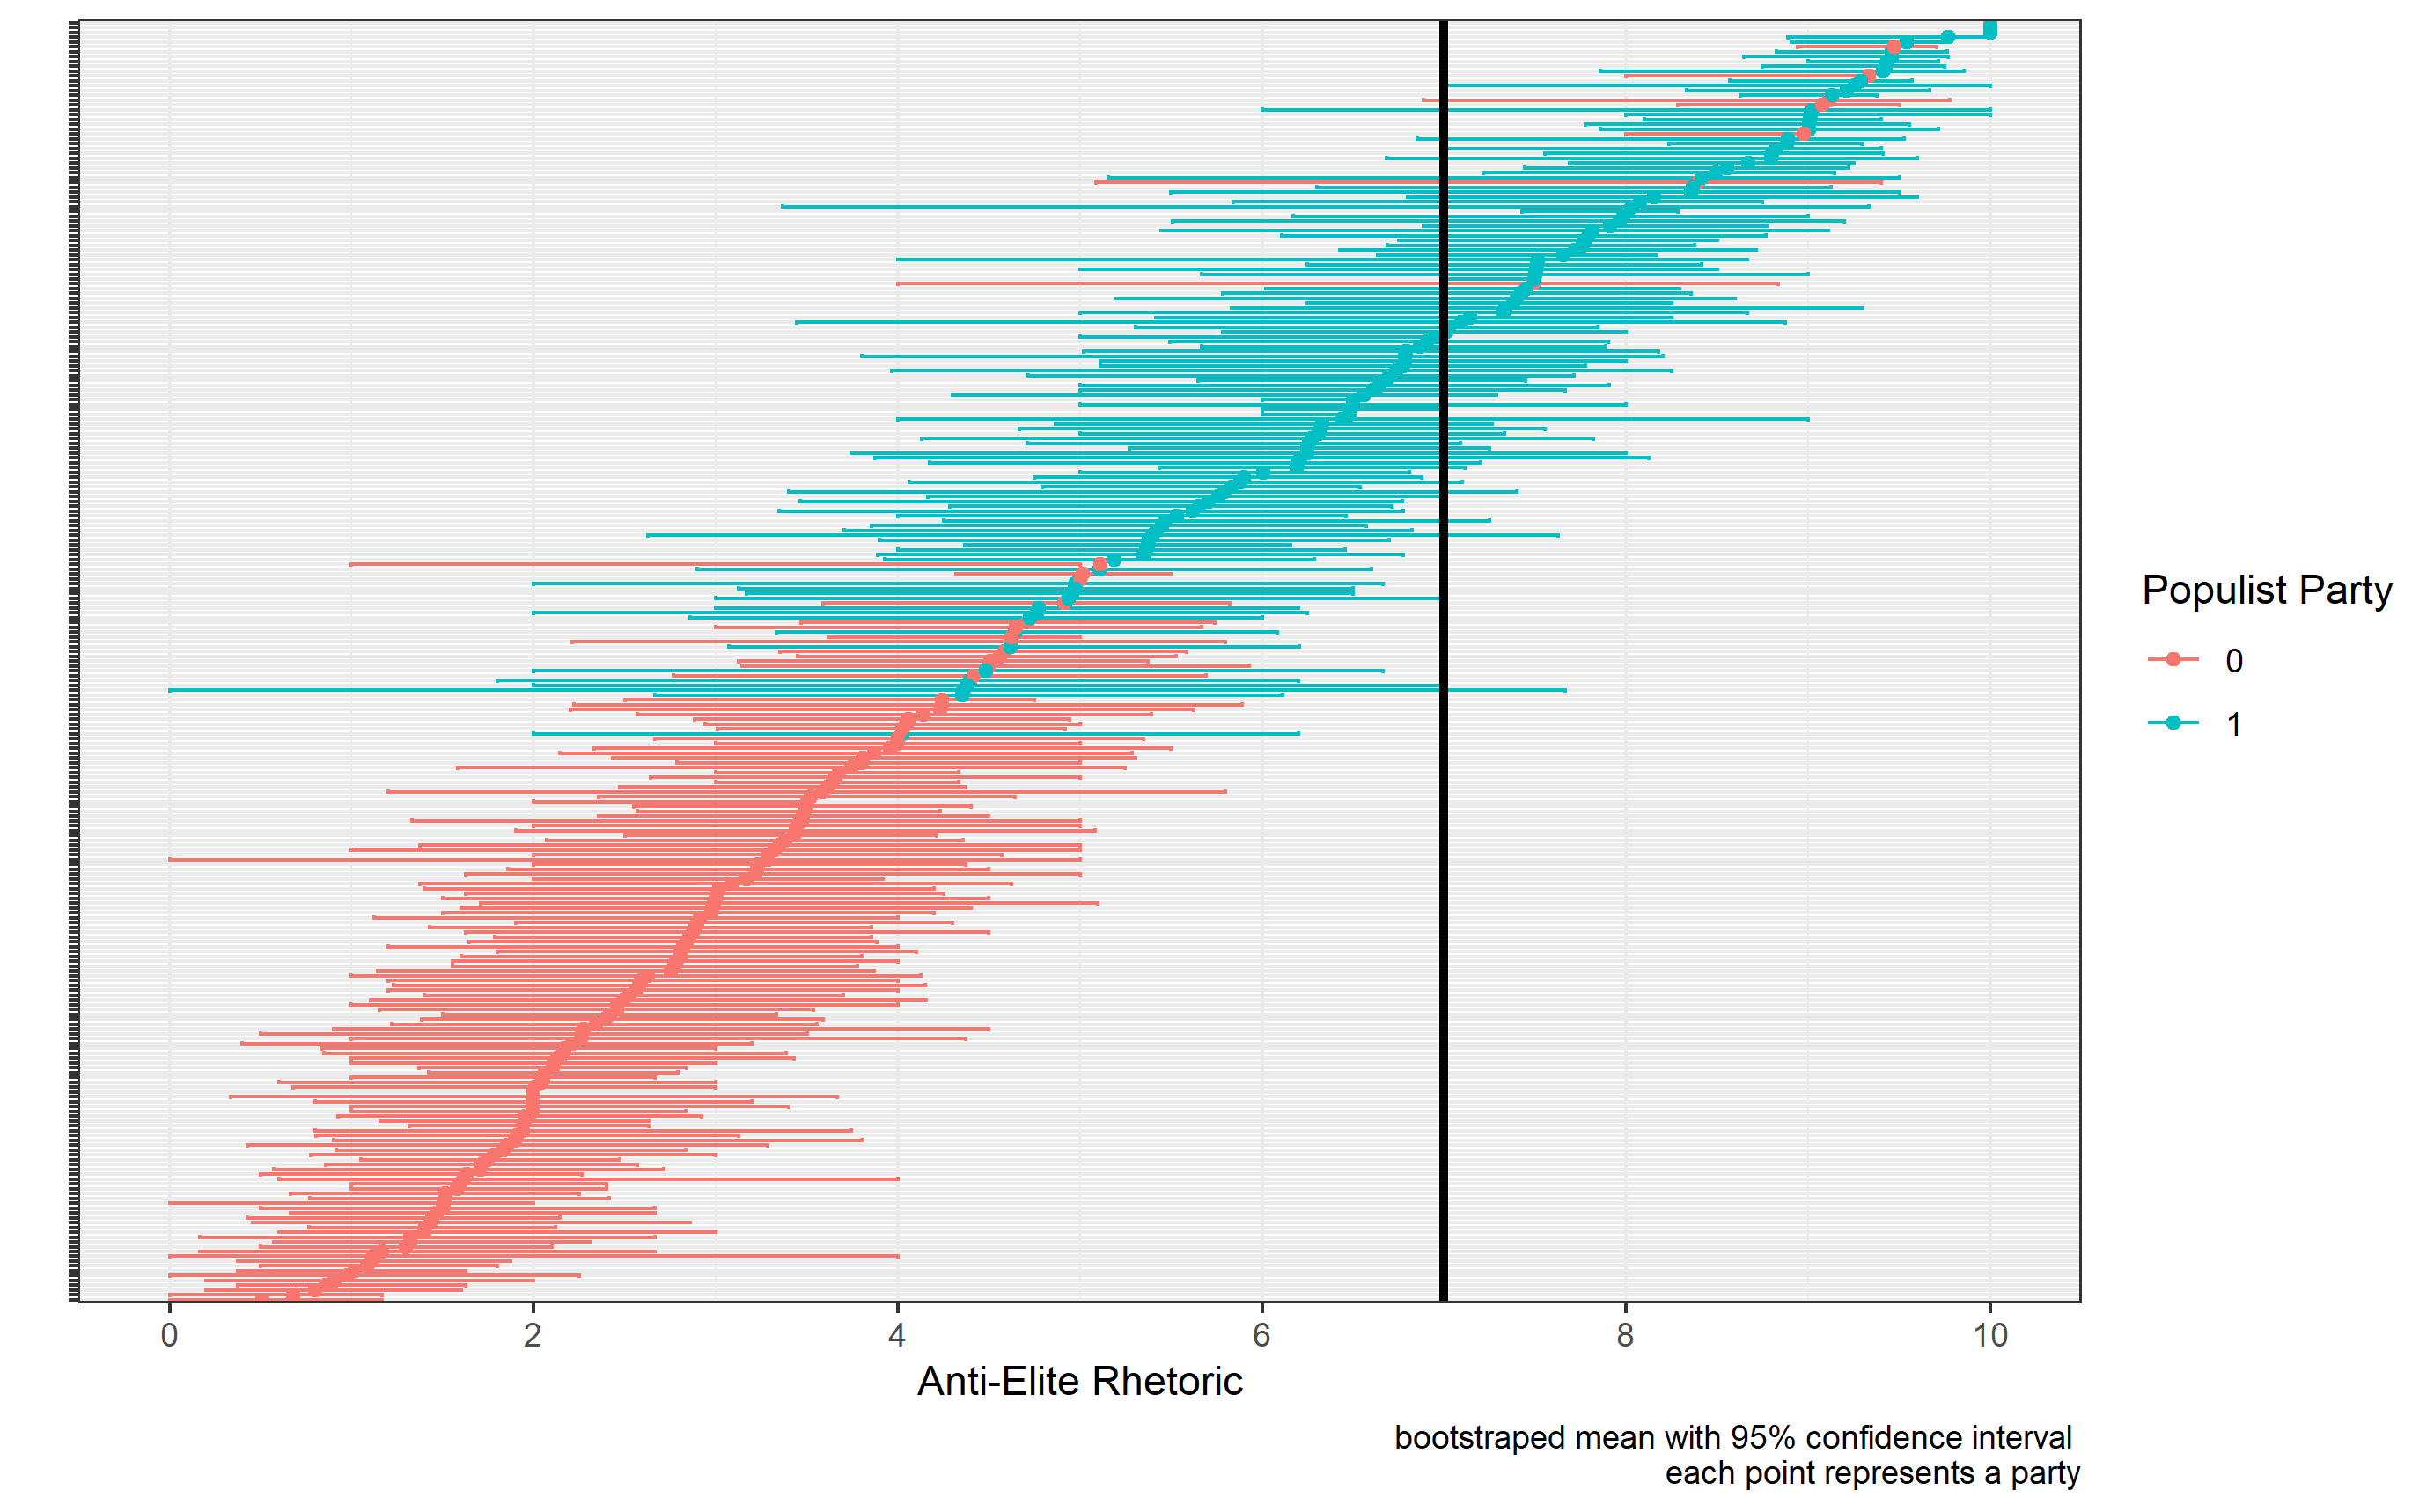 Populist Party
0
1
0 2 4 6 8 10
Anti-Elite Rhetoric
bootstraped mean with 95% confidence interval
each point represents a party